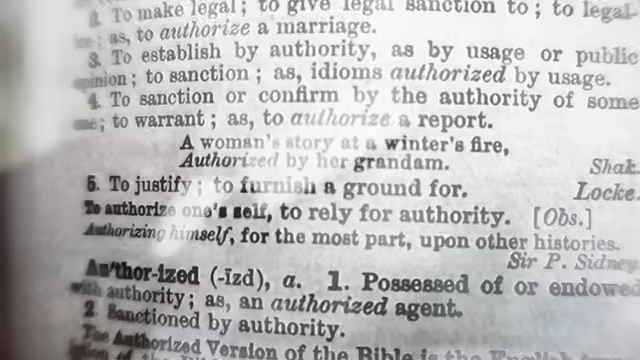 2. To make legal; to give legal sanction to; to legal-
; as, to authorize a marriage.
3. To establish by authority, as by usage or public
opinion; to sanction; as, idioms authorized by usage.
4. To sanction or confirm by the authority of some
one; to warrant; as, to authorize a report.
A woman's story at a winter's fire,
Authorized by her grandam. Shak.
5. To justify; to furnish a ground for. Locke.
To authorize one's self, to rely for authority. [Obs.]
Authorizing himself, for the most part, upon other histories.
Sir P. Sidney
Au'thor-ized (-īzd), a. 1. Possessed of or endowed
with authority; as, an authorized agent.
2. Sanctioned by authority.
The Authorized Version of the Bible is the English
of the